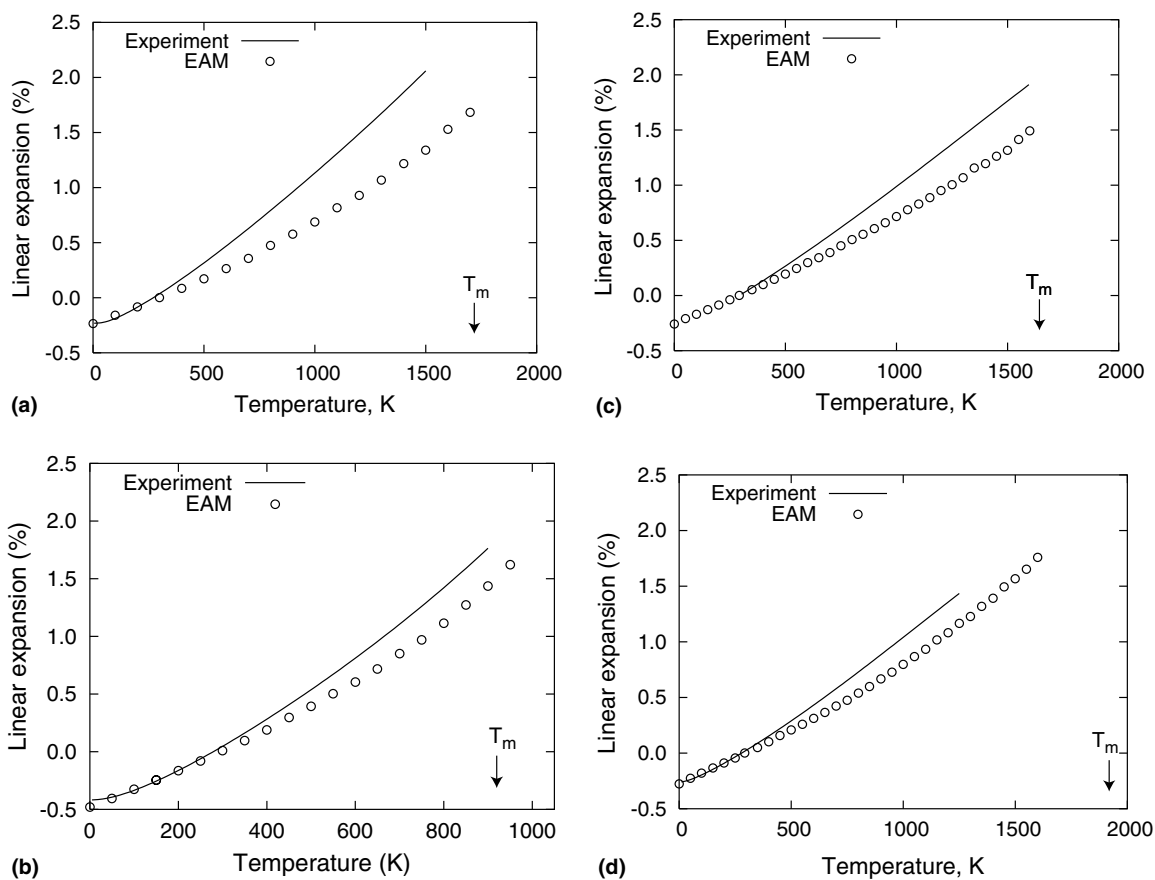 2.5
2.0
1.5
1.0
0.5
0.0
-0.5
Linear expansion (%)
Experiment
EAM
T_m
0 500 1000 1500 2000
Temperature, K
(a)
2.5
2.0
1.5
1.0
0.5
0.0
-0.5
Linear expansion (%)
Experiment
EAM
T_m
0 500 1000 1500 2000
Temperature, K
(c)
2.5
2.0
1.5
1.0
0.5
0.0
-0.5
Linear expansion (%)
Experiment
EAM
T_m
0 200 400 600 800 1000
Temperature (K)
(b)
2.5
2.0
1.5
1.0
0.5
0.0
-0.5
Linear expansion (%)
Experiment
EAM
T_m
0 500 1000 1500 2000
Temperature, K
(d)